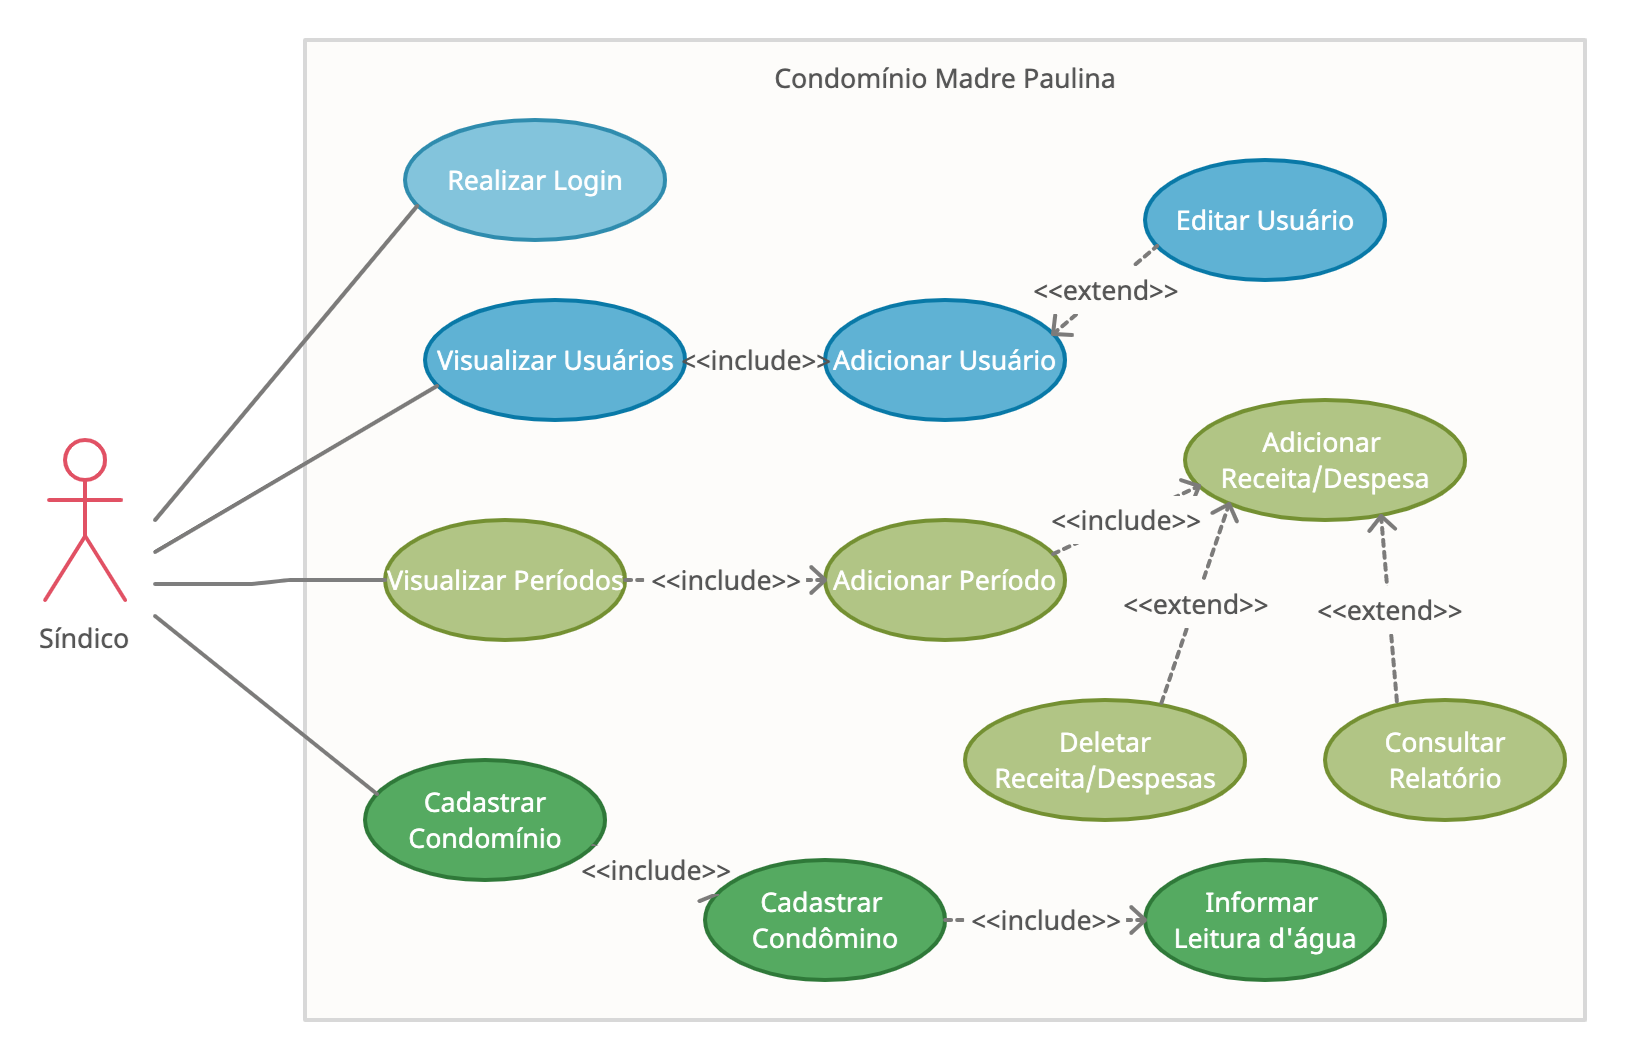 Condomínio Madre Paulina
Realizar Login
Editar Usuário
<<extend>>
Visualizar Usuários
<<include>>
Adicionar Usuário
Adicionar
Receita/Despesa
<<include>>
Visualizar Períodos
<<include>>
Adicionar Período
<<extend>>
<<extend>>
Síndico
Deletar
Receita/Despesas
Consultar
Relatório
Cadastrar
Condomínio
<<include>>
Cadastrar
Condômino
<<include>>
Informar
Leitura d'água